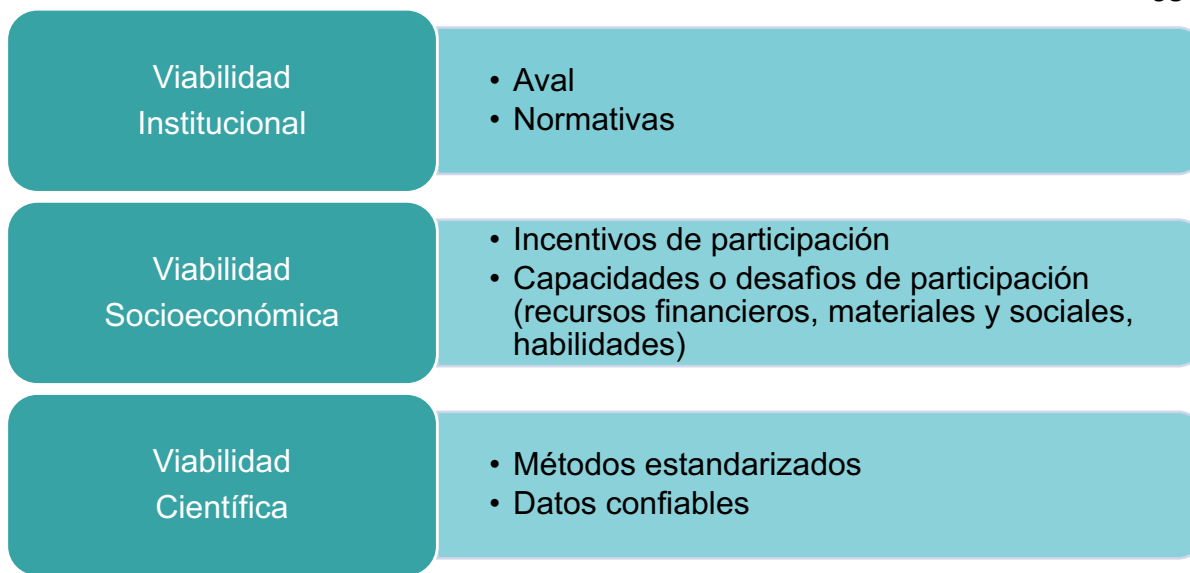 Viabilidad
Institucional
• Aval
• Normativas
Viabilidad
Socioeconómica
• Incentivos de participación
• Capacidades o desafìos de participación
(recursos financieros, materiales y sociales,
habilidades)
Viabilidad
Científica
• Métodos estandarizados
• Datos confiables